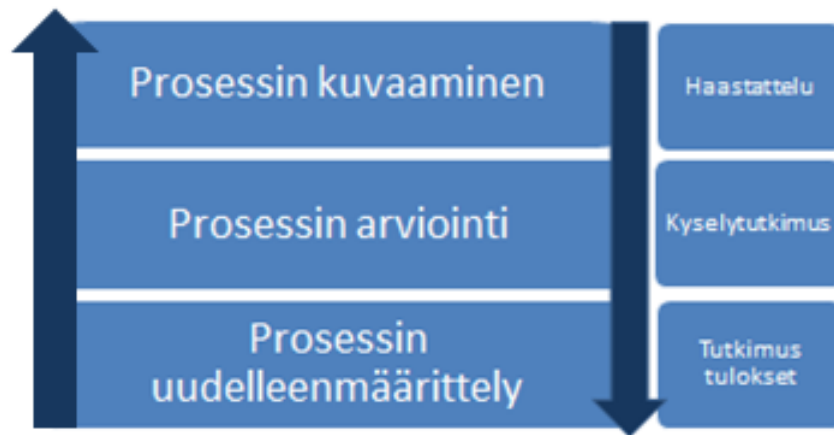 Prosessin kuvaaminen
Haastattelu
Prosessin arviointi
Kyselytutkimus
Prosessin
uudelleenmäärittely
Tutkimus
tulokset